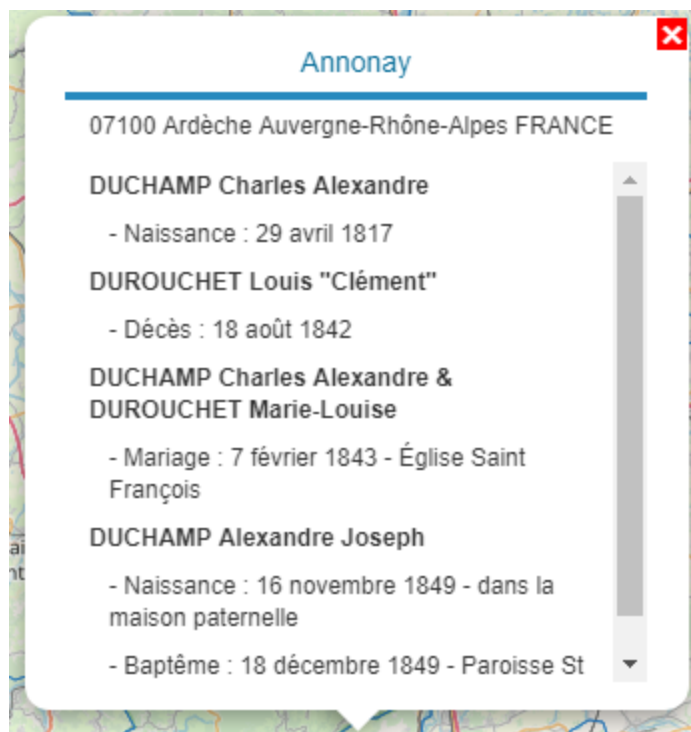 Annonay
07100 Ardèche Auvergne-Rhône-Alpes FRANCE
DUCHAMP Charles Alexandre
- Naissance : 29 avril 1817
DUROUCHET Louis "Clément"
- Décès : 18 août 1842
DUCHAMP Charles Alexandre &
DUROUCHET Marie-Louise
- Mariage : 7 février 1843 - Église Saint
François
DUCHAMP Alexandre Joseph
- Naissance : 16 novembre 1849 - dans la
maison paternelle
- Baptême : 18 décembre 1849 - Paroisse St